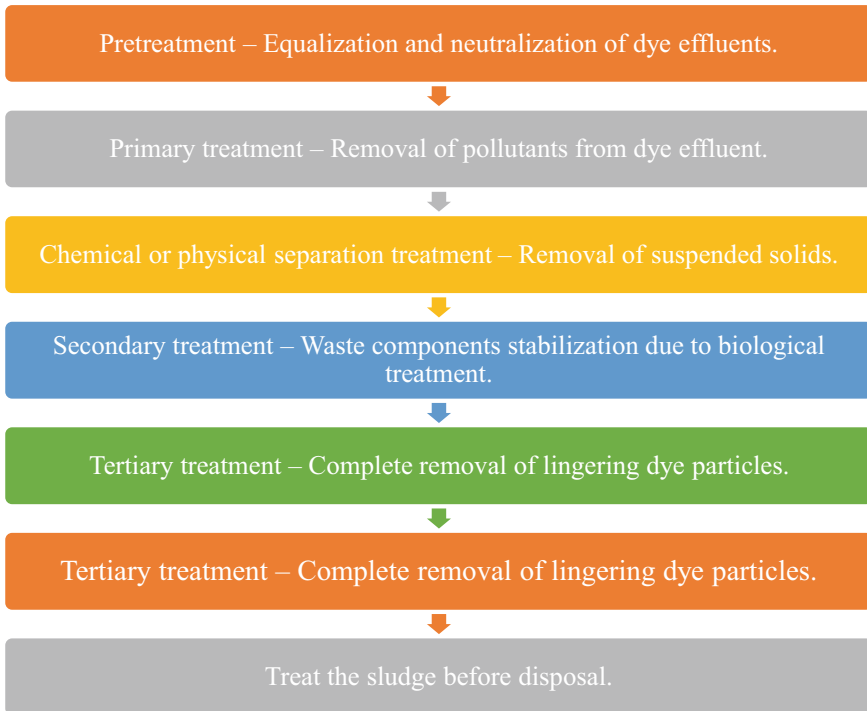 Pretreatment – Equalization and neutralization of dye effluents.
Primary treatment – Removal of pollutants from dye effluent.
Chemical or physical separation treatment – Removal of suspended solids.
Secondary treatment – Waste components stabilization due to biological
treatment.
Tertiary treatment – Complete removal of lingering dye particles.
Tertiary treatment – Complete removal of lingering dye particles.
Treat the sludge before disposal.